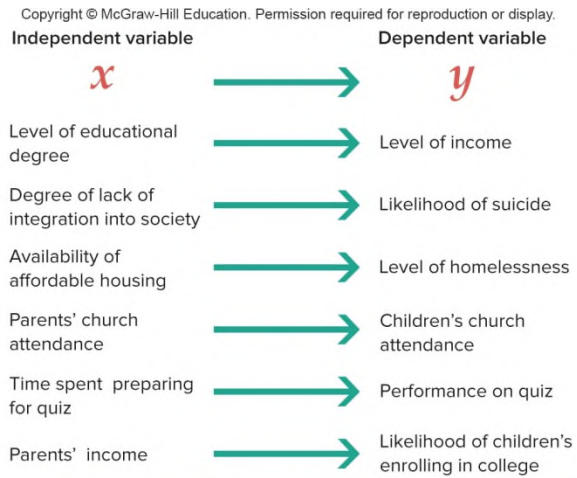 Copyright © McGraw-Hill Education. Permission required for reproduction or display.
Independent variable
Dependent variable
x
y
Level of educational
degree
Level of income
Degree of lack of
integration into society
Likelihood of suicide
Availability of
affordable housing
Level of homelessness
Parents' church
attendance
Children's church
attendance
Time spent preparing
for quiz
Performance on quiz
Parents' income
Likelihood of children's
enrolling in college